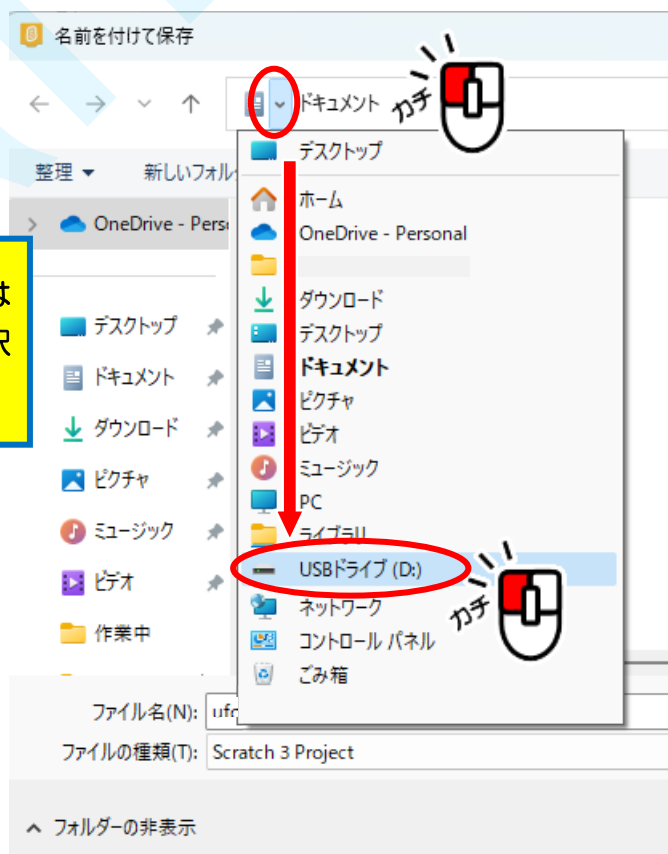 名前を付けて保存
ドキュメント
カチ
整理 新しいフォル
デスクトップ
ホーム
OneDrive - Personal
ダウンロード
デスクトップ
ドキュメント
ピクチャ
ビデオ
ミュージック
PC
ライブラリ
USBドライブ (D:)
ネットワーク
コントロール パネル
ごみ箱
カチ
OneDrive - Pers
は
択
デスクトップ
ドキュメント
ダウンロード
ピクチャ
ミュージック
ビデオ
作業中
ファイル名(N): ufo
ファイルの種類(T): Scratch 3 Project
フォルダーの非表示